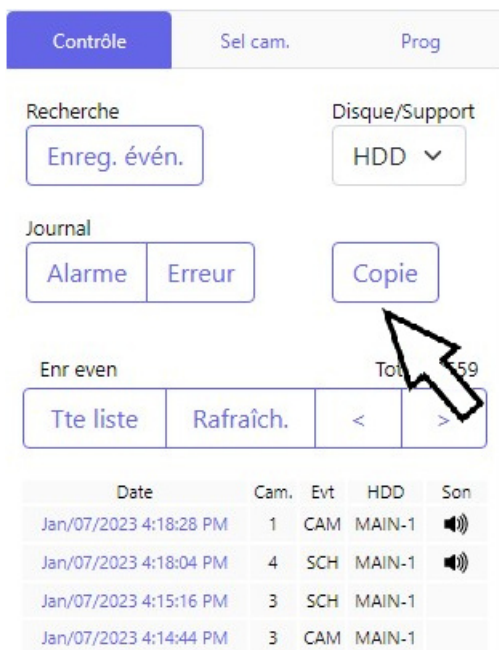 Contrôle Sel cam. Prog
Recherche Disque/Support
Enreg. évén. HDD
Journal
Alarme Erreur Copie
Enr even
Tte liste Rafraîch. < >
Date Cam. Evt HDD Son
Jan/07/2023 4:18:28 PM 1 CAM MAIN-1
Jan/07/2023 4:18:04 PM 4 SCH MAIN-1
Jan/07/2023 4:15:16 PM 3 SCH MAIN-1
Jan/07/2023 4:14:44 PM 3 CAM MAIN-1